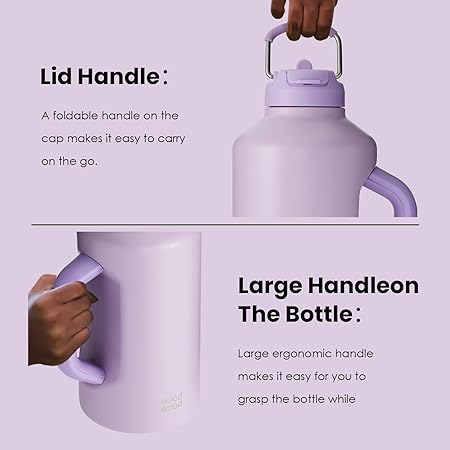 Lid Handle:
A foldable handle on the
cap makes it easy to carry
on the go.
Large Handleon
The Bottle:
Large ergonomic handle
makes it easy for you to
grasp the bottle while